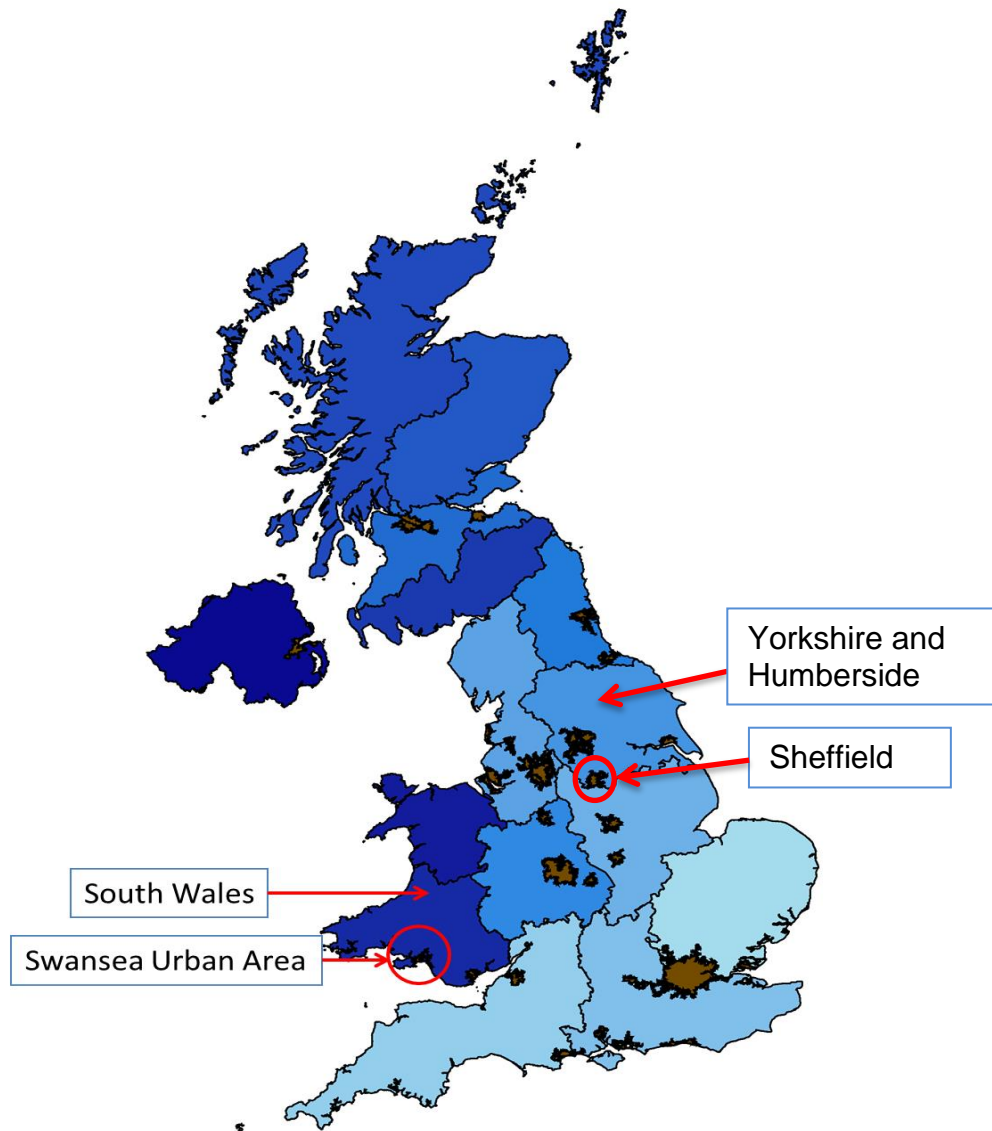 Yorkshire and
Humberside
Sheffield
South Wales
Swansea Urban Area